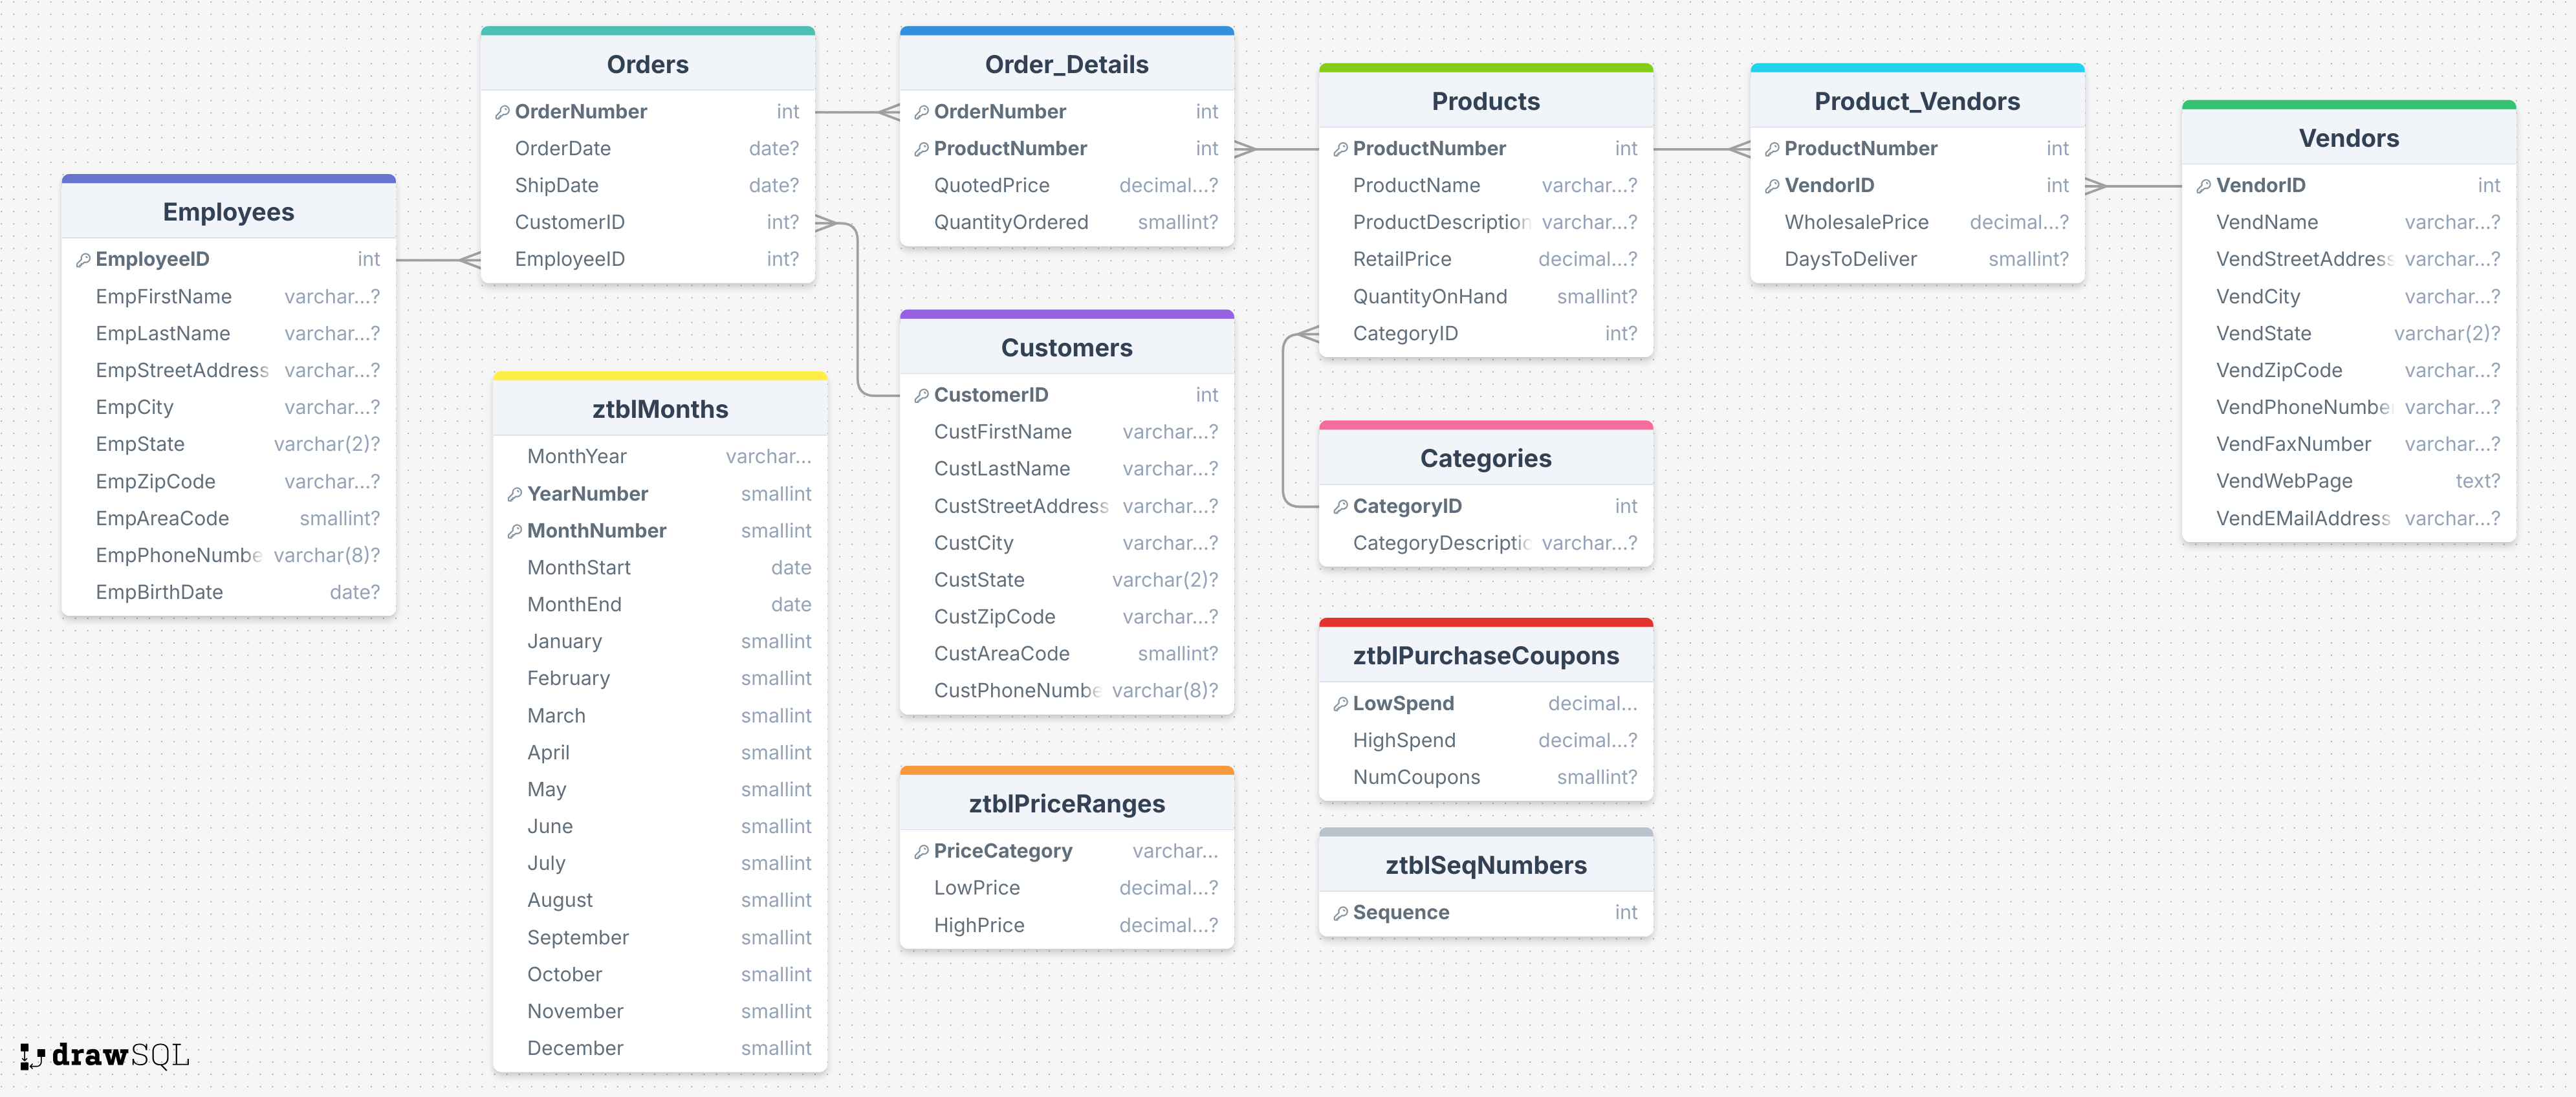 Employees
EmployeeID int
EmpFirstName varchar...?
EmpLastName varchar...?
EmpStreetAddress varchar...?
EmpCity varchar...?
EmpState varchar(2)?
EmpZipCode varchar...?
EmpAreaCode smallint?
EmpPhoneNumbe varchar(8)?
EmpBirthDate date?
Orders
OrderNumber int
OrderDate date?
ShipDate date?
CustomerID int?
EmployeeID int?
ztblMonths
MonthYear varchar...
YearNumber smallint
MonthNumber smallint
MonthStart date
MonthEnd date
January smallint
February smallint
March smallint
April smallint
May smallint
June smallint
July smallint
August smallint
September smallint
October smallint
November smallint
December smallint
Order_Details
OrderNumber int
ProductNumber int
QuotedPrice decimal...?
QuantityOrdered smallint?
Customers
CustomerID int
CustFirstName varchar...?
CustLastName varchar...?
CustStreetAddress varchar...?
CustCity varchar...?
CustState varchar(2)?
CustZipCode varchar...?
CustAreaCode smallint?
CustPhoneNumbe varchar(8)?
ztblPriceRanges
PriceCategory varchar...
LowPrice decimal...?
HighPrice decimal...?
Products
ProductNumber int
ProductName varchar...?
ProductDescription varchar...?
RetailPrice decimal...?
QuantityOnHand smallint?
CategoryID int?
Categories
CategoryID int
CategoryDescriptic varchar...?
ztblPurchaseCoupons
LowSpend decimal...
HighSpend decimal...?
NumCoupons smallint?
ztblSeqNumbers
Sequence int
Product_Vendors
ProductNumber int
VendorID int
WholesalePrice decimal...?
DaysToDeliver smallint?
Vendors
VendorID int
VendName varchar...?
VendStreetAddress varchar...?
VendCity varchar...?
VendState varchar(2)?
VendZipCode varchar...?
VendPhoneNumbe varchar...?
VendFaxNumber varchar...?
VendWebPage text?
VendEMailAddress varchar...?
drawSQL